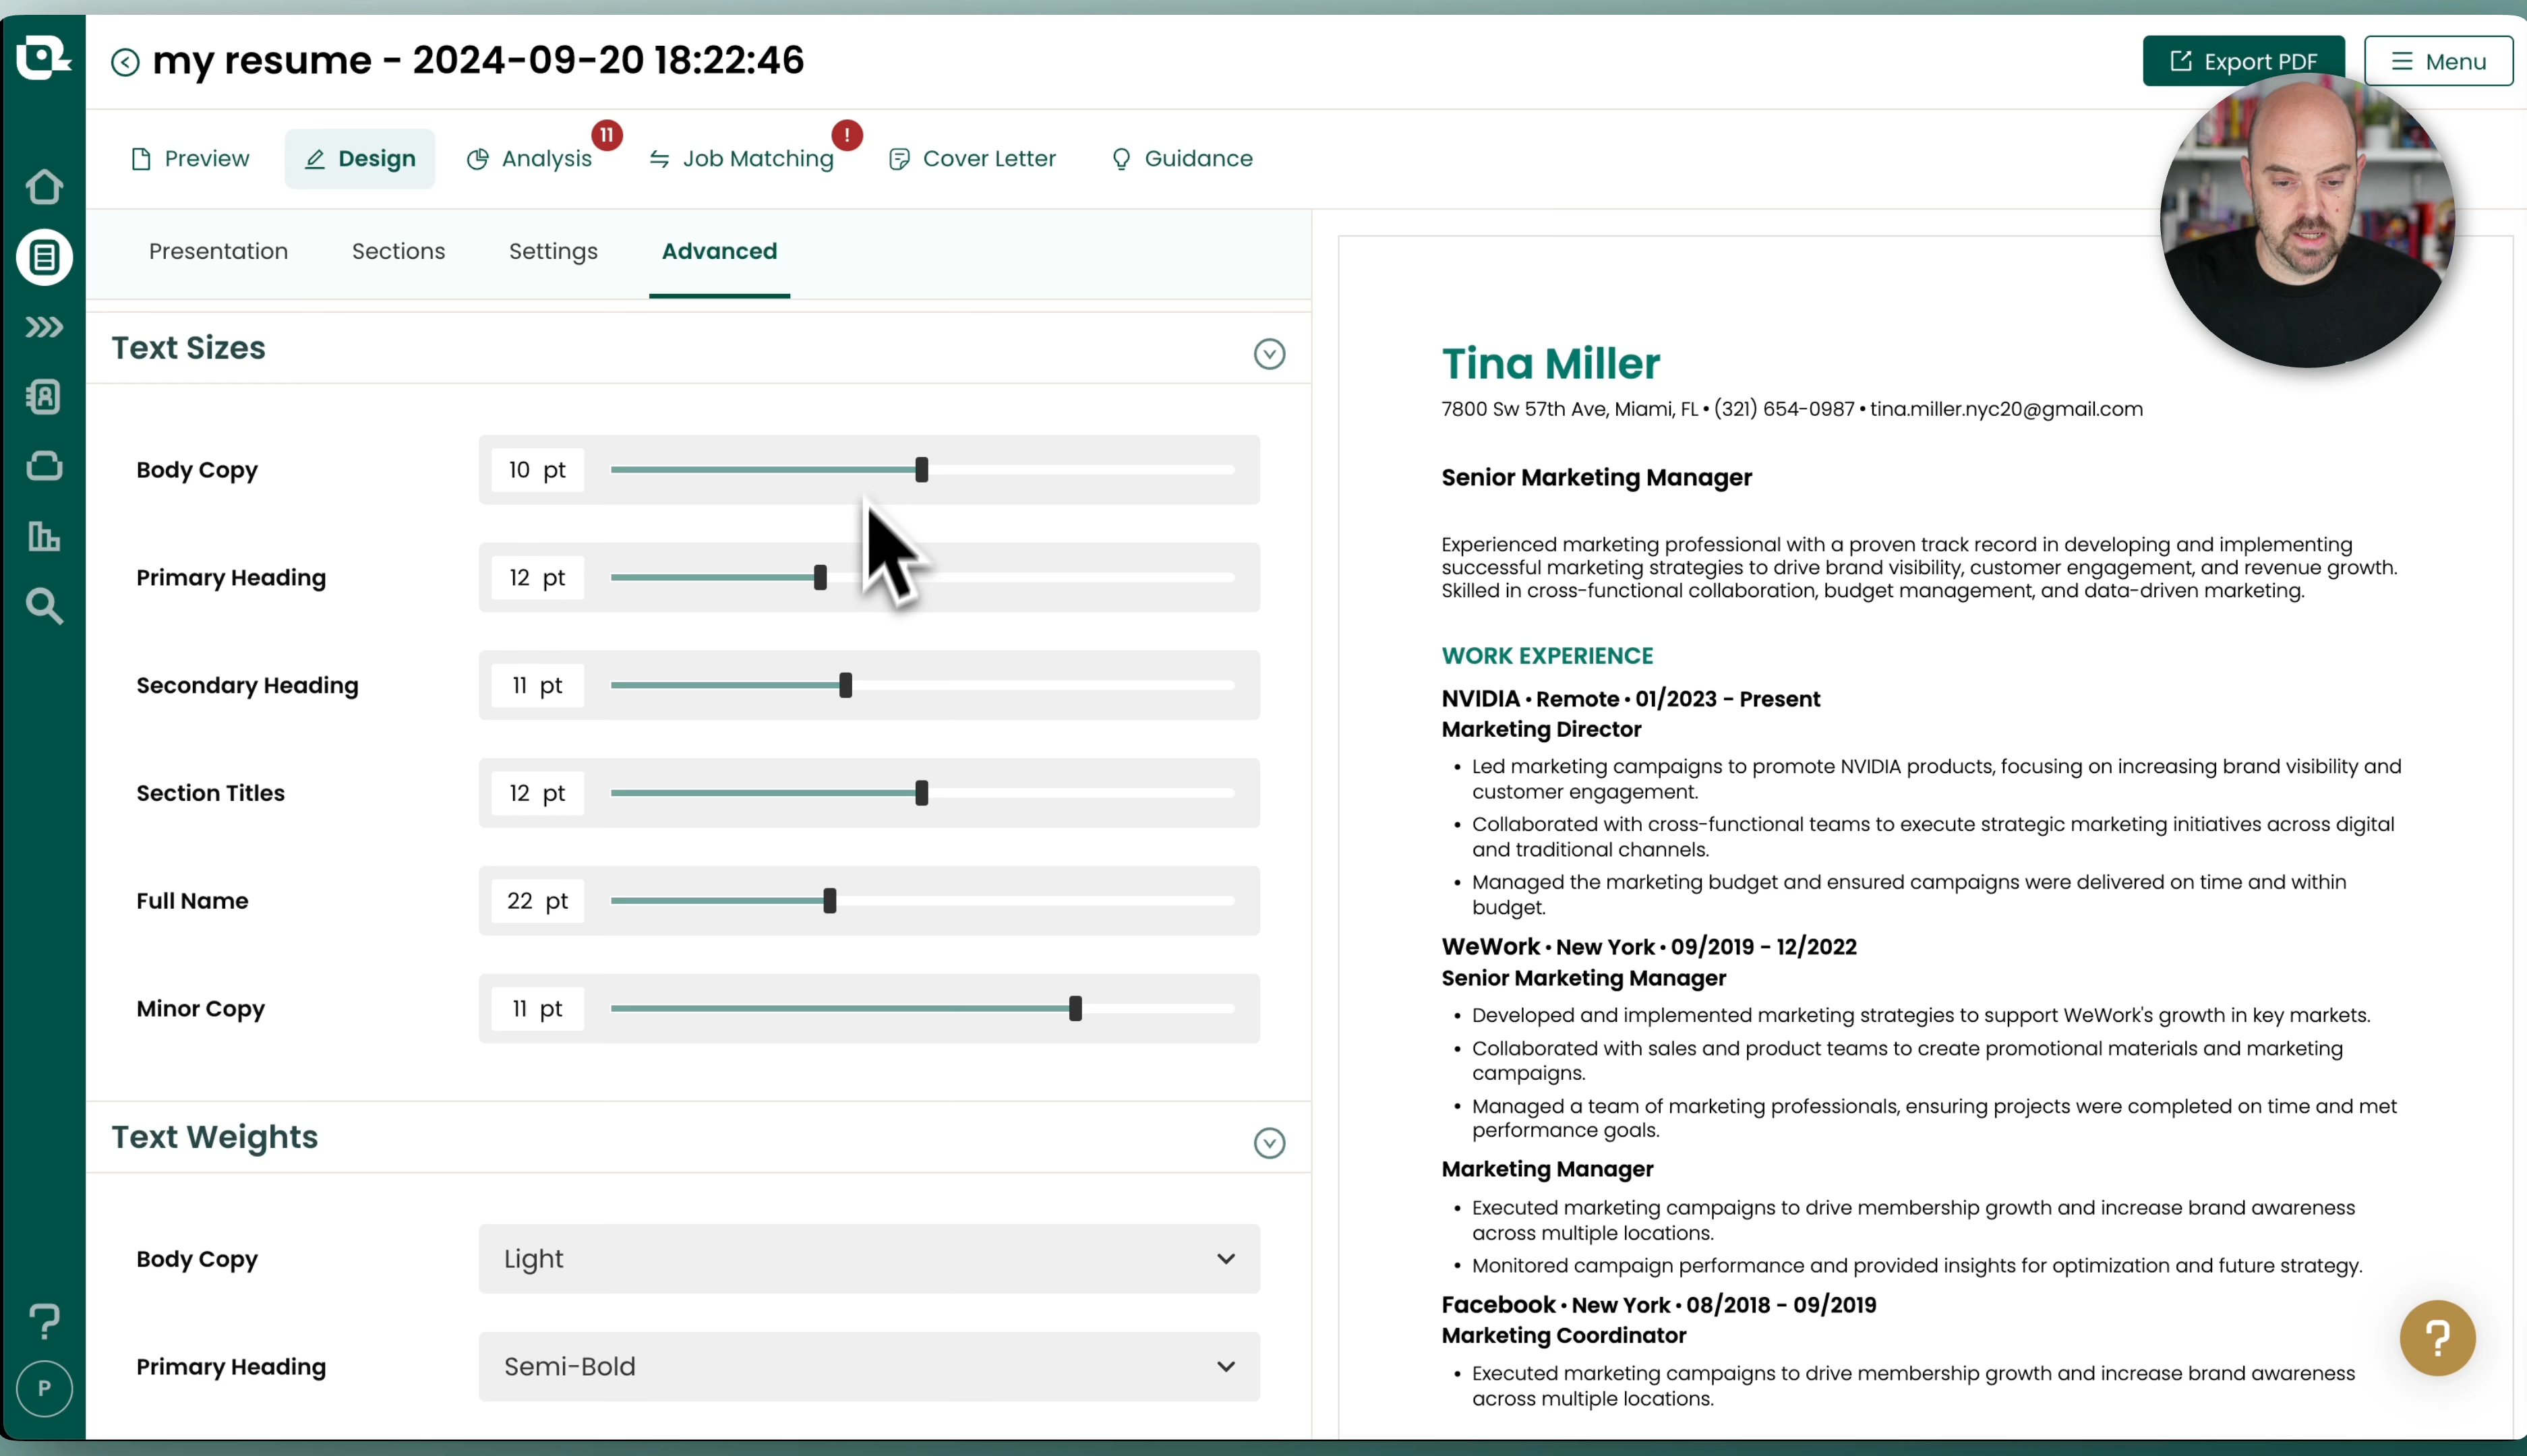 my resume - 2024-09-20 18:22:46
Export PDF
Menu
Preview
Design
Analysis
11
Job Matching
!
Cover Letter
Guidance
Presentation
Sections
Settings
Advanced
Text Sizes
Body Copy
10 pt
Primary Heading
12 pt
Secondary Heading
11 pt
Section Titles
12 pt
Full Name
22 pt
Minor Copy
11 pt
Text Weights
Body Copy
Light
Primary Heading
Semi-Bold
?
P
Tina Miller
7800 Sw 57th Ave, Miami, FL • (321) 654-0987 • tina.miller.nyc20@gmail.com
Senior Marketing Manager
Experienced marketing professional with a proven track record in developing and implementing
successful marketing strategies to drive brand visibility, customer engagement, and revenue growth.
Skilled in cross-functional collaboration, budget management, and data-driven marketing.
WORK EXPERIENCE
NVIDIA • Remote • 01/2023 - Present
Marketing Director
• Led marketing campaigns to promote NVIDIA products, focusing on increasing brand visibility and
customer engagement.
• Collaborated with cross-functional teams to execute strategic marketing initiatives across digital
and traditional channels.
• Managed the marketing budget and ensured campaigns were delivered on time and within
budget.
WeWork • New York • 09/2019 - 12/2022
Senior Marketing Manager
• Developed and implemented marketing strategies to support WeWork's growth in key markets.
• Collaborated with sales and product teams to create promotional materials and marketing
campaigns.
• Managed a team of marketing professionals, ensuring projects were completed on time and met
performance goals.
Marketing Manager
• Executed marketing campaigns to drive membership growth and increase brand awareness
across multiple locations.
• Monitored campaign performance and provided insights for optimization and future strategy.
Facebook • New York • 08/2018 - 09/2019
Marketing Coordinator
• Executed marketing campaigns to drive membership growth and increase brand awareness
across multiple locations.
?